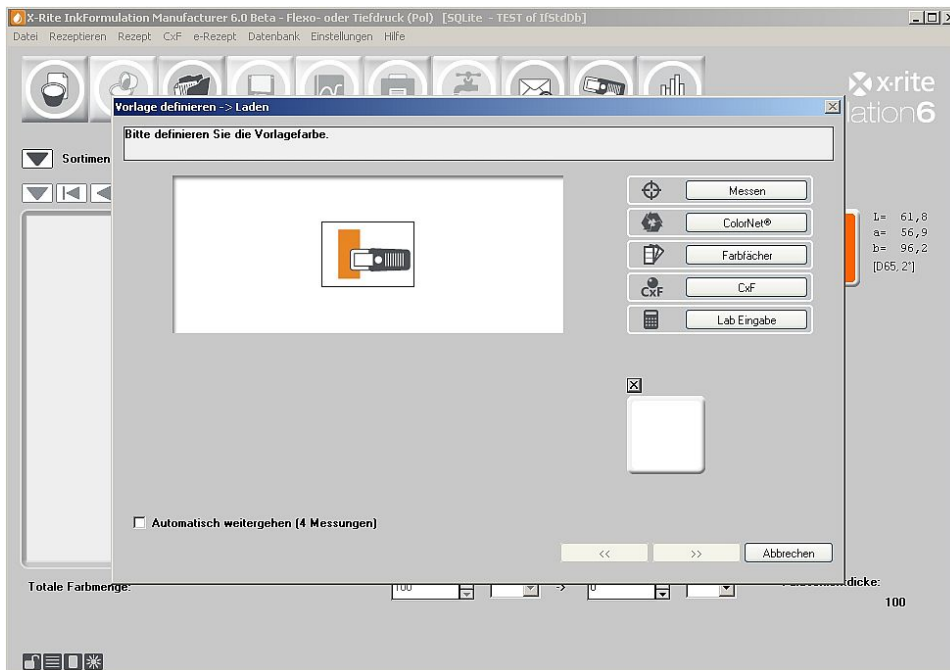 X-Rite InkFormulation Manufacturer 6.0 Beta - Flexo- oder Tiefdruck (Pol) [SQLite - TEST of IfStdDb]
Datei Rezeptieren Rezept CxF e-Rezept Datenbank Einstellungen Hilfe
x-rite
lation6
Vorlage definieren -> Laden
Bitte definieren Sie die Vorlagefarbe.
Sortimen
Messen
ColorNet®
Farbfächer
CxF CxF
Lab Eingabe
L= 61,8
a= 56,9
b= 96,2
[D65, 2°]
Automatisch weitergehen (4 Messungen)
<< >> Abbrechen
Totale Farbmenge: 100 -> 0 dicke:
100